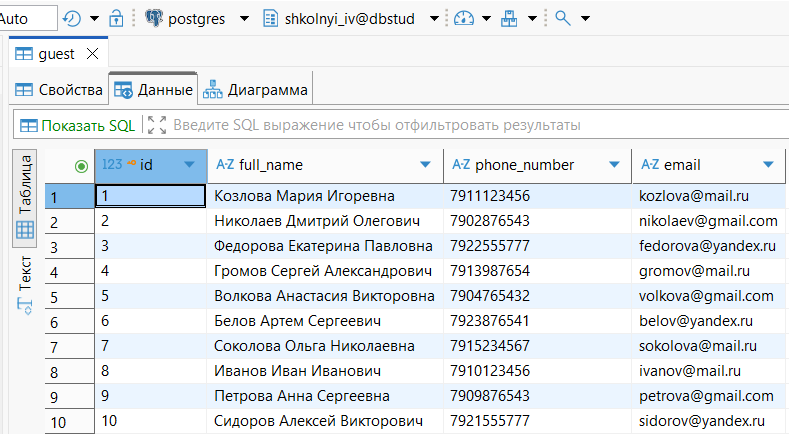 Auto postgres shkolnyi_iv@dbstud
guest
Свойства Данные Диаграмма
Показать SQL Введите SQL выражение чтобы отфильтровать результаты
Таблица
Текст
123 id A-Z full_name A-Z phone_number A-Z email
1 1 Козлова Мария Игоревна 7911123456 kozlova@mail.ru
2 2 Николаев Дмитрий Олегович 7902876543 nikolaev@gmail.com
3 3 Федорова Екатерина Павловна 7922555777 fedorova@yandex.ru
4 4 Громов Сергей Александрович 7913987654 gromov@mail.ru
5 5 Волкова Анастасия Викторовна 7904765432 volkova@gmail.com
6 6 Белов Артем Сергеевич 7923876541 belov@yandex.ru
7 7 Соколова Ольга Николаевна 7915234567 sokolova@mail.ru
8 8 Иванов Иван Иванович 7910123456 ivanov@mail.ru
9 9 Петрова Анна Сергеевна 7909876543 petrova@gmail.com
10 10 Сидоров Алексей Викторович 7921555777 sidorov@yandex.ru